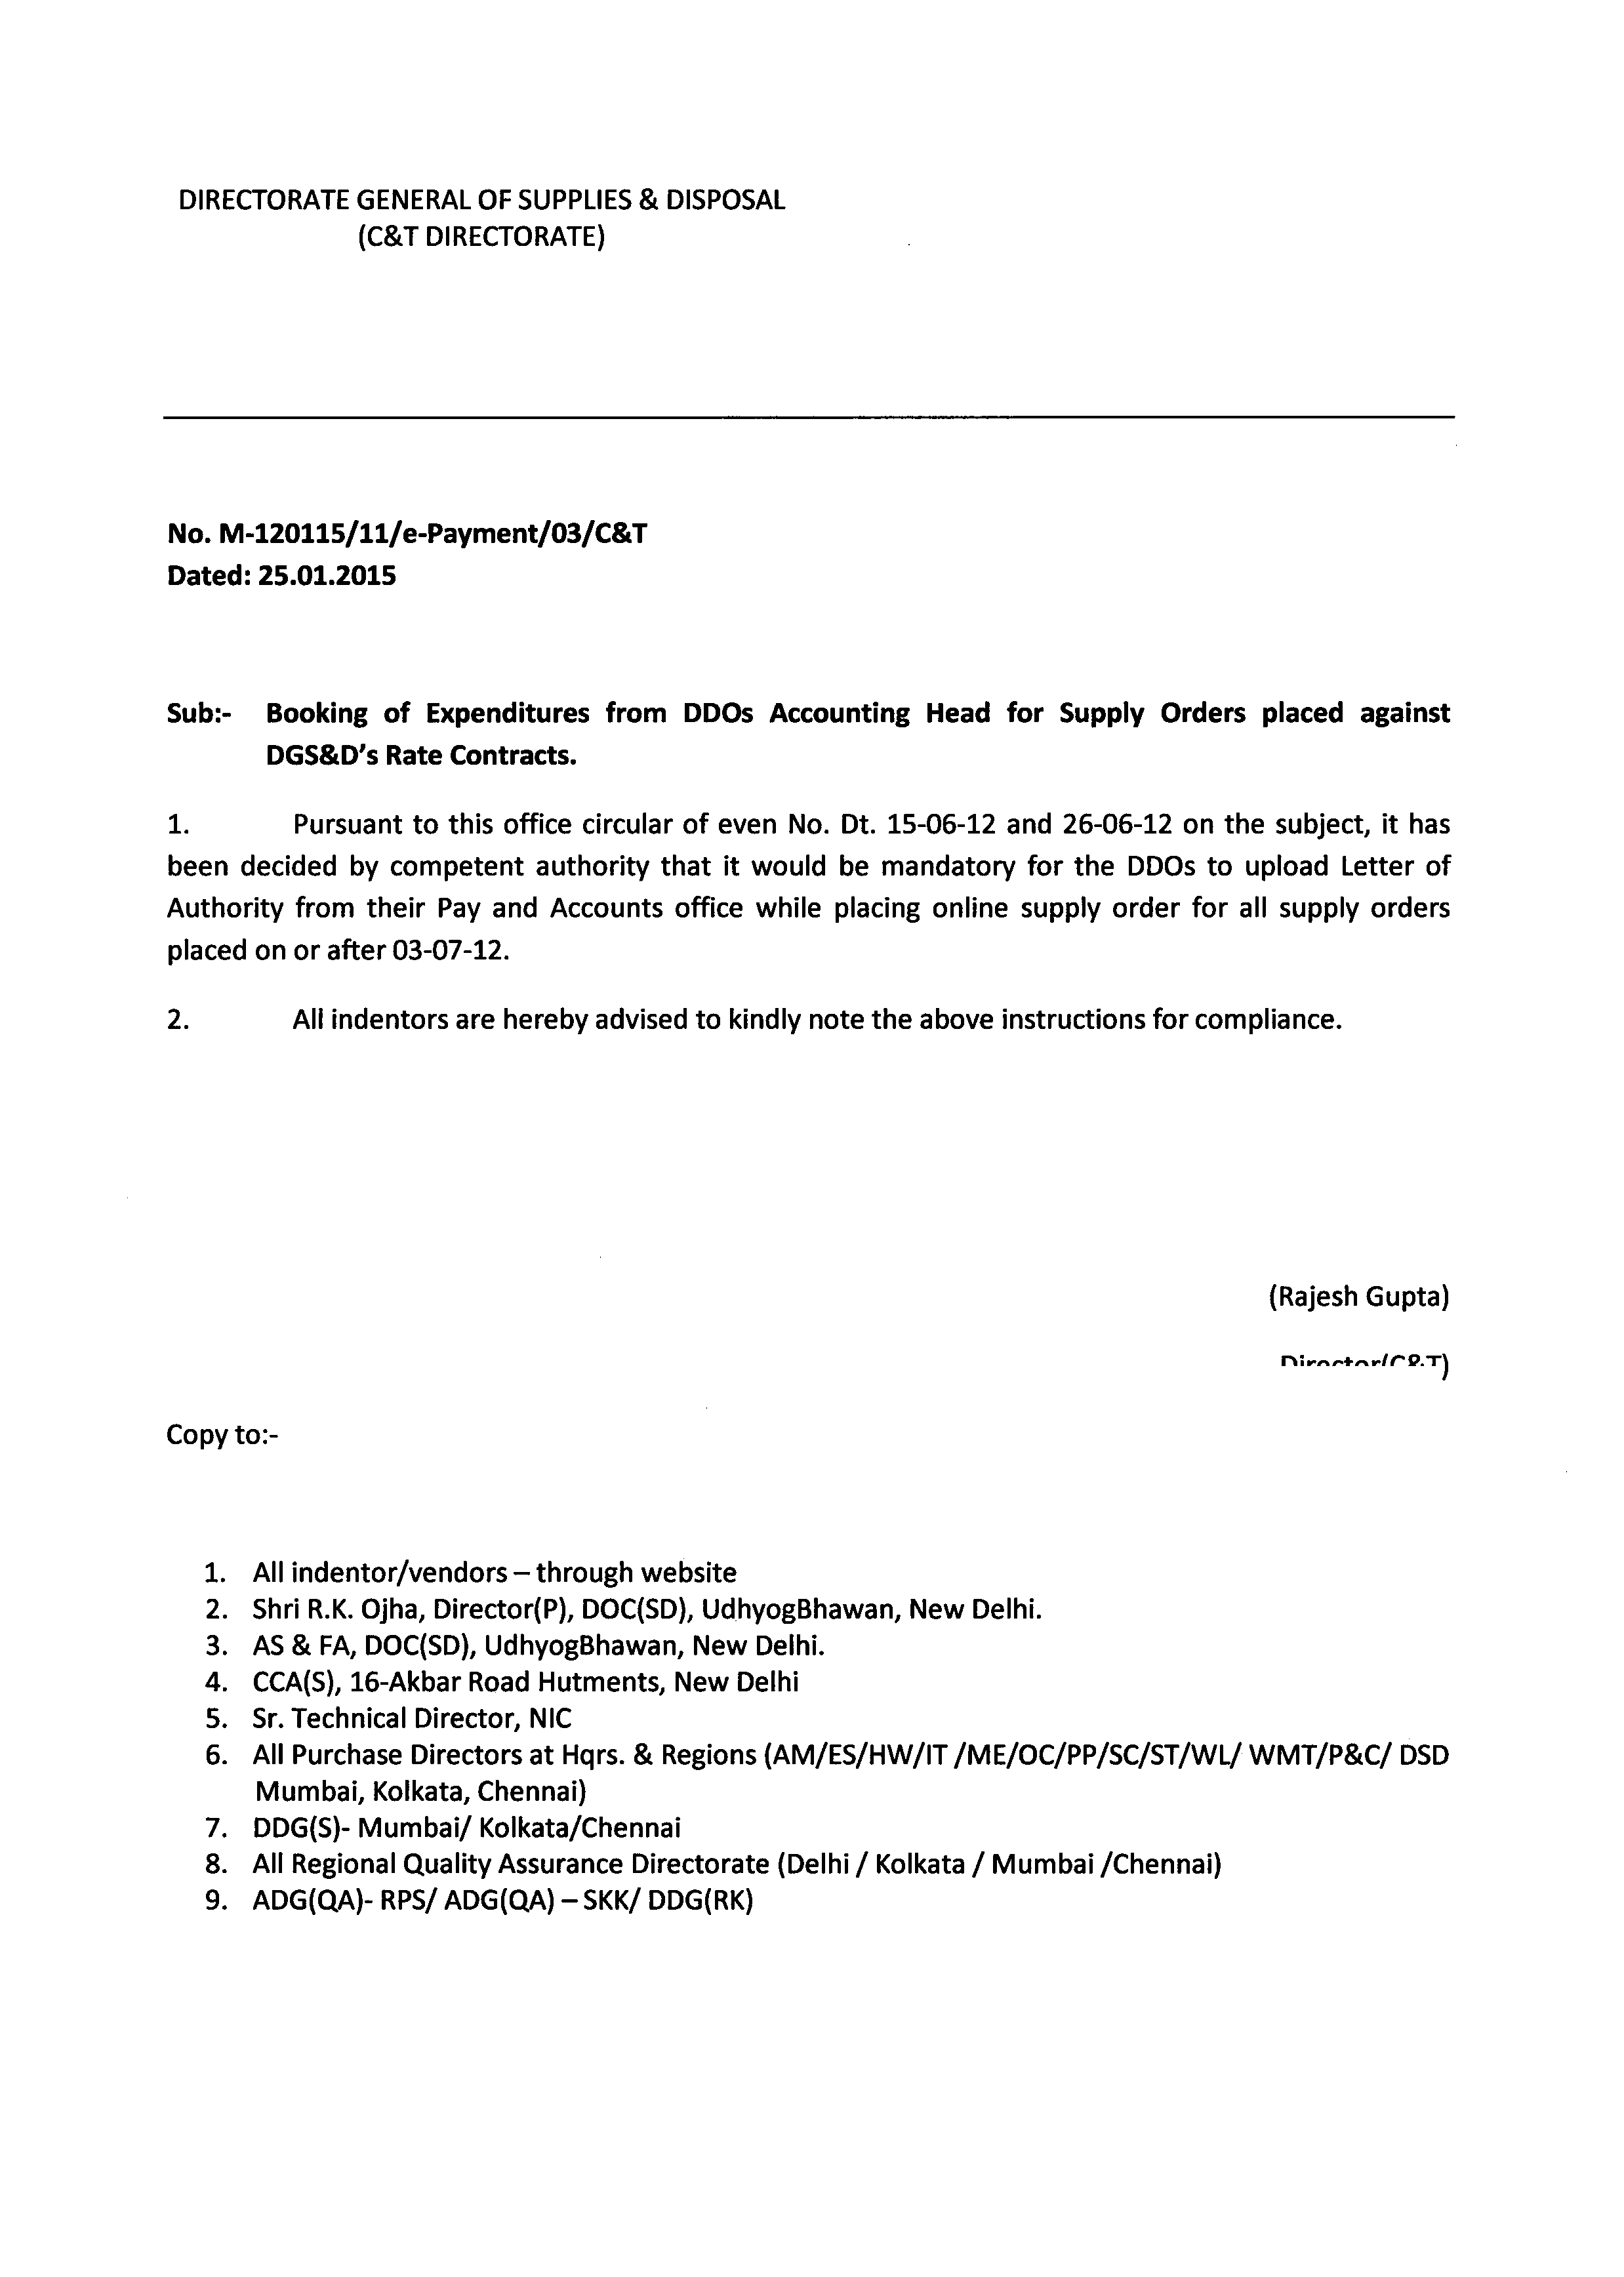 DIRECTORATE GENERAL OF SUPPLIES & DISPOSAL
(C&T DIRECTORATE)
No. M-120115/11/e-Payment/03/C&T
Dated: 25.01.2015
Sub:- Booking of Expenditures from DDOs Accounting Head for Supply Orders placed against
DGS&D's Rate Contracts.
1. Pursuant to this office circular of even No. Dt. 15-06-12 and 26-06-12 on the subject, it has
been decided by competent authority that it would be mandatory for the DDOs to upload Letter of
Authority from their Pay and Accounts office while placing online supply order for all supply orders
placed on or after 03-07-12.
2. All indentors are hereby advised to kindly note the above instructions for compliance.
(Rajesh Gupta)
Director(C&T)
Copy to:-
1. All indentor/vendors – through website
2. Shri R.K. Ojha, Director(P), DOC(SD), UdhyogBhawan, New Delhi.
3. AS & FA, DOC(SD), UdhyogBhawan, New Delhi.
4. CCA(S), 16-Akbar Road Hutments, New Delhi
5. Sr. Technical Director, NIC
6. All Purchase Directors at Hqrs. & Regions (AM/ES/HW/IT /ME/OC/PP/SC/ST/WL/ WMT/P&C/ DSD
Mumbai, Kolkata, Chennai)
7. DDG(S)- Mumbai/ Kolkata/Chennai
8. All Regional Quality Assurance Directorate (Delhi / Kolkata / Mumbai /Chennai)
9. ADG(QA)- RPS/ ADG(QA) – SKK/ DDG(RK)